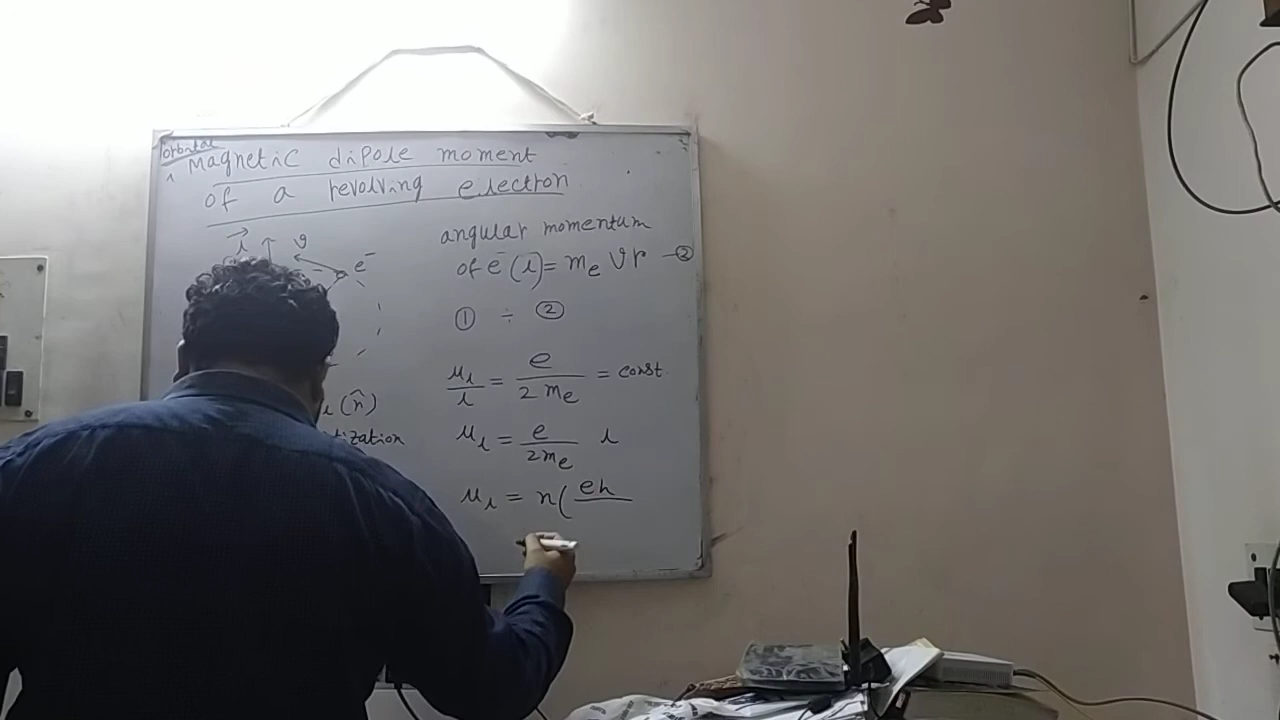 orbital
Magnetic dipole moment
of a revolving electron
l
v
e⁻
(n̂)
tization
angular momentum
of e⁻(l) = mₑ v r —②
① ÷ ②
μₗ/l = e/2mₑ = const
μₗ = e/2mₑ l
μₗ = n(eh